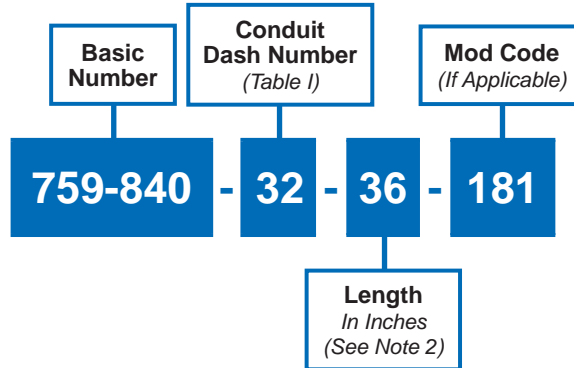 Basic
Number
Conduit
Dash Number
(Table I)
Mod Code
(If Applicable)
759-840 - 32 - 36 - 181
Length
In Inches
(See Note 2)